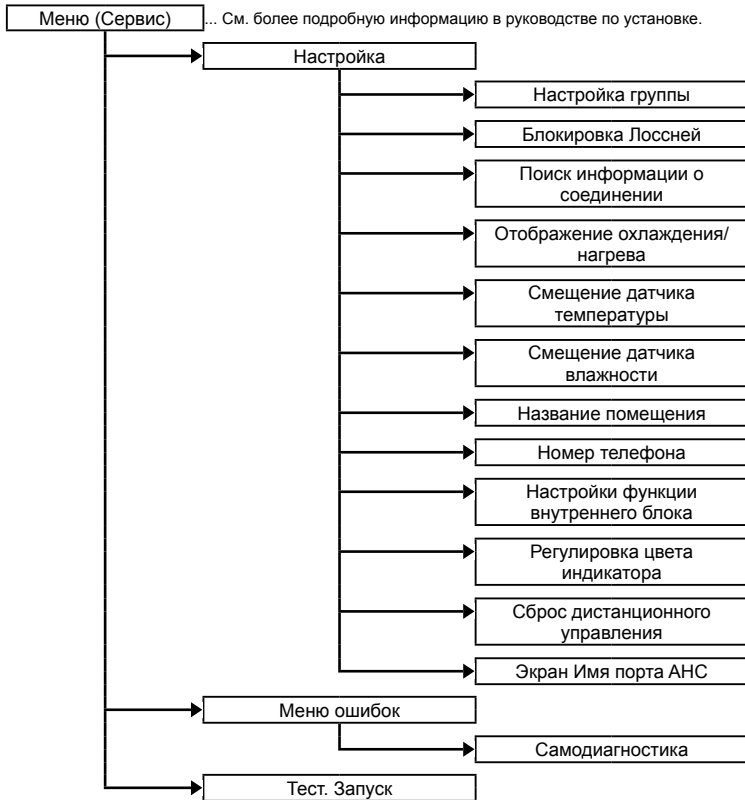 Меню (Сервис) ... См. более подробную информацию в руководстве по установке.
Настройка
Настройка группы
Блокировка Лоссней
Поиск информации о
соединении
Отображение охлаждения/
нагрева
Смещение датчика
температуры
Смещение датчика
влажности
Название помещения
Номер телефона
Настройки функции
внутреннего блока
Регулировка цвета
индикатора
Сброс дистанционного
управления
Экран Имя порта AHC
Меню ошибок
Самодиагностика
Тест. Запуск